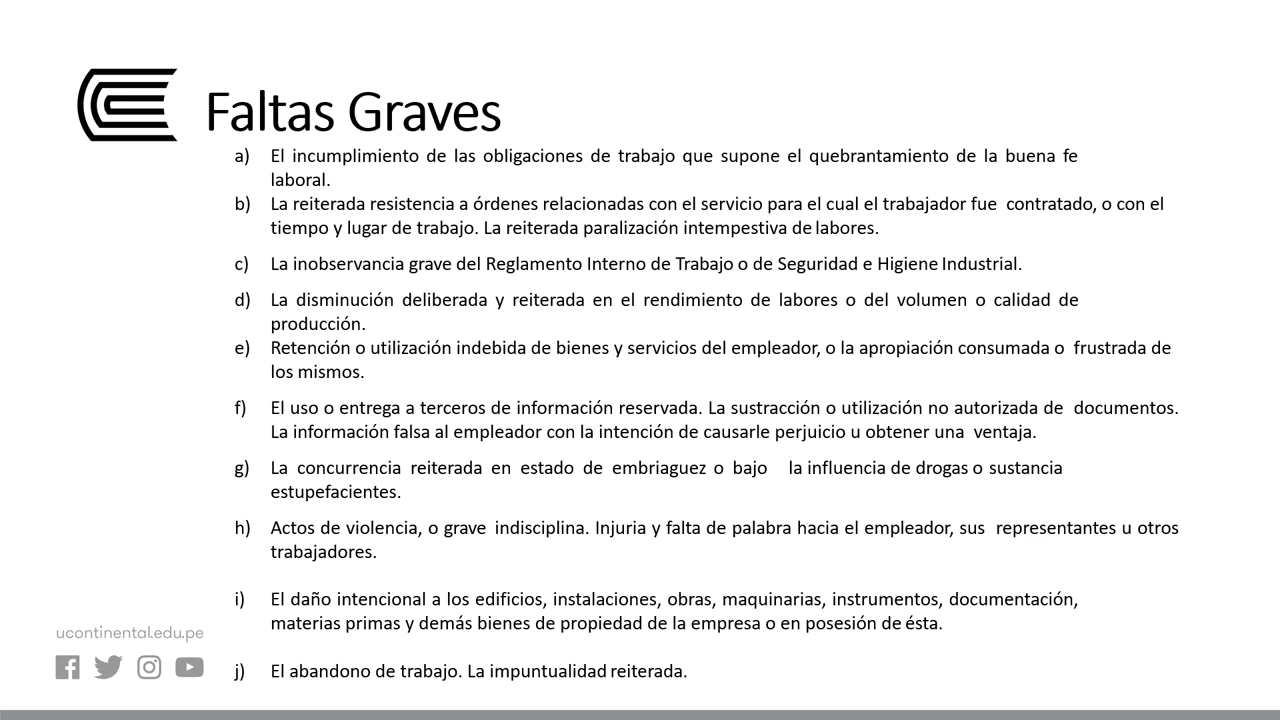 Faltas Graves
a) El incumplimiento de las obligaciones de trabajo que supone el quebrantamiento de la buena fe
laboral.
b) La reiterada resistencia a órdenes relacionadas con el servicio para el cual el trabajador fue contratado, o con el
tiempo y lugar de trabajo. La reiterada paralización intempestiva de labores.
c) La inobservancia grave del Reglamento Interno de Trabajo o de Seguridad e Higiene Industrial.
d) La disminución deliberada y reiterada en el rendimiento de labores o del volumen o calidad de
producción.
e) Retención o utilización indebida de bienes y servicios del empleador, o la apropiación consumada o frustrada de
los mismos.
f) El uso o entrega a terceros de información reservada. La sustracción o utilización no autorizada de documentos.
La información falsa al empleador con la intención de causarle perjuicio u obtener una ventaja.
g) La concurrencia reiterada en estado de embriaguez o bajo la influencia de drogas o sustancia
estupefacientes.
h) Actos de violencia, o grave indisciplina. Injuria y falta de palabra hacia el empleador, sus representantes u otros
trabajadores.
i) El daño intencional a los edificios, instalaciones, obras, maquinarias, instrumentos, documentación,
materias primas y demás bienes de propiedad de la empresa o en posesión de ésta.
j) El abandono de trabajo. La impuntualidad reiterada.
ucontinental.edu.pe